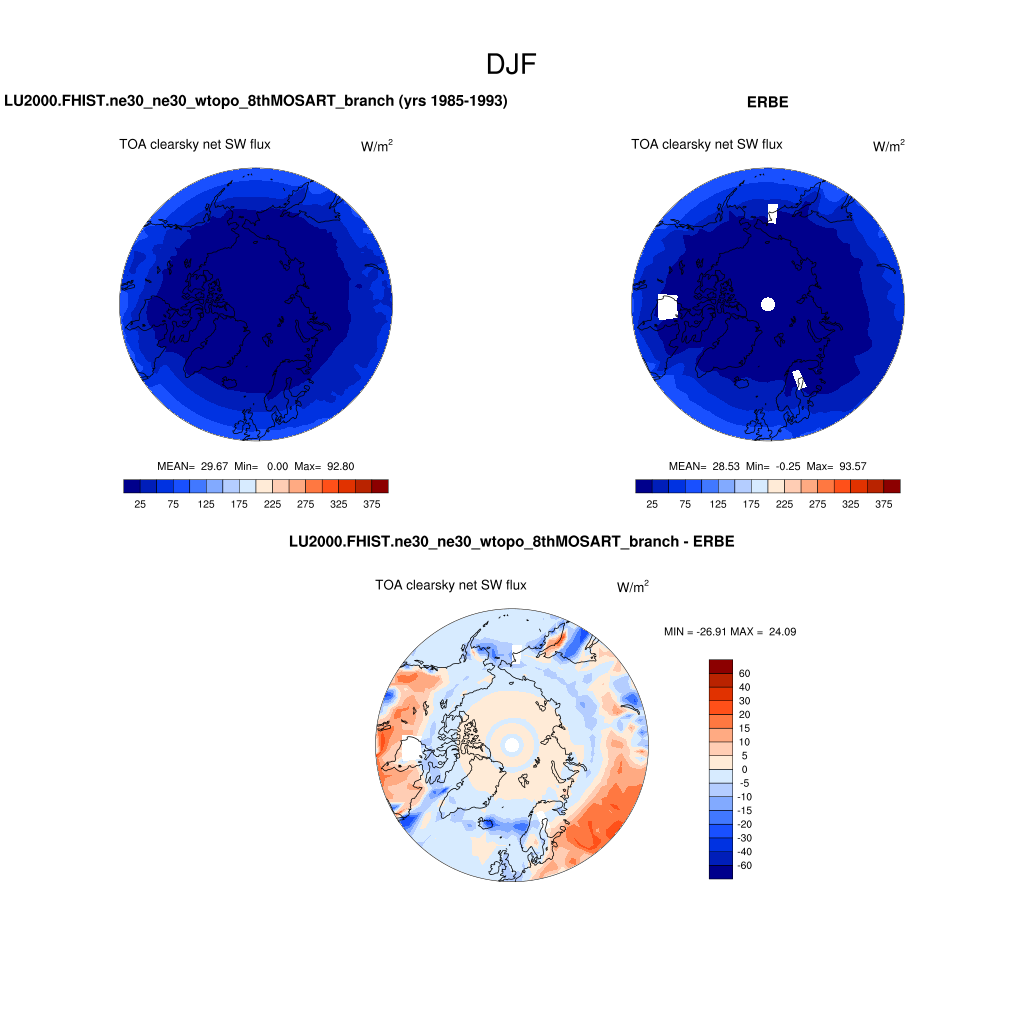 DJF
LU2000.FHIST.ne30_ne30_wtopo_8thMOSART_branch (yrs 1985-1993)
TOA clearsky net SW flux W/m²
MEAN= 29.67 Min= 0.00 Max= 92.80
25 75 125 175 225 275 325 375
ERBE
TOA clearsky net SW flux W/m²
MEAN= 28.53 Min= -0.25 Max= 93.57
25 75 125 175 225 275 325 375
LU2000.FHIST.ne30_ne30_wtopo_8thMOSART_branch - ERBE
TOA clearsky net SW flux W/m²
MIN = -26.91 MAX = 24.09
60
40
30
20
15
10
5
0
-5
-10
-15
-20
-30
-40
-60